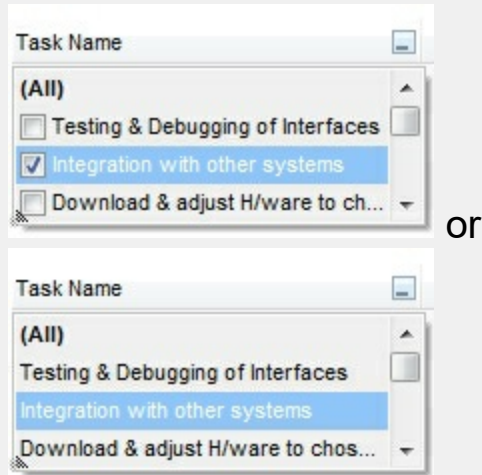 Task Name
(All)
Testing & Debugging of Interfaces
Integration with other systems
Download & adjust H/ware to ch...
or
Task Name
(All)
Testing & Debugging of Interfaces
Integration with other systems
Download & adjust H/ware to chos...